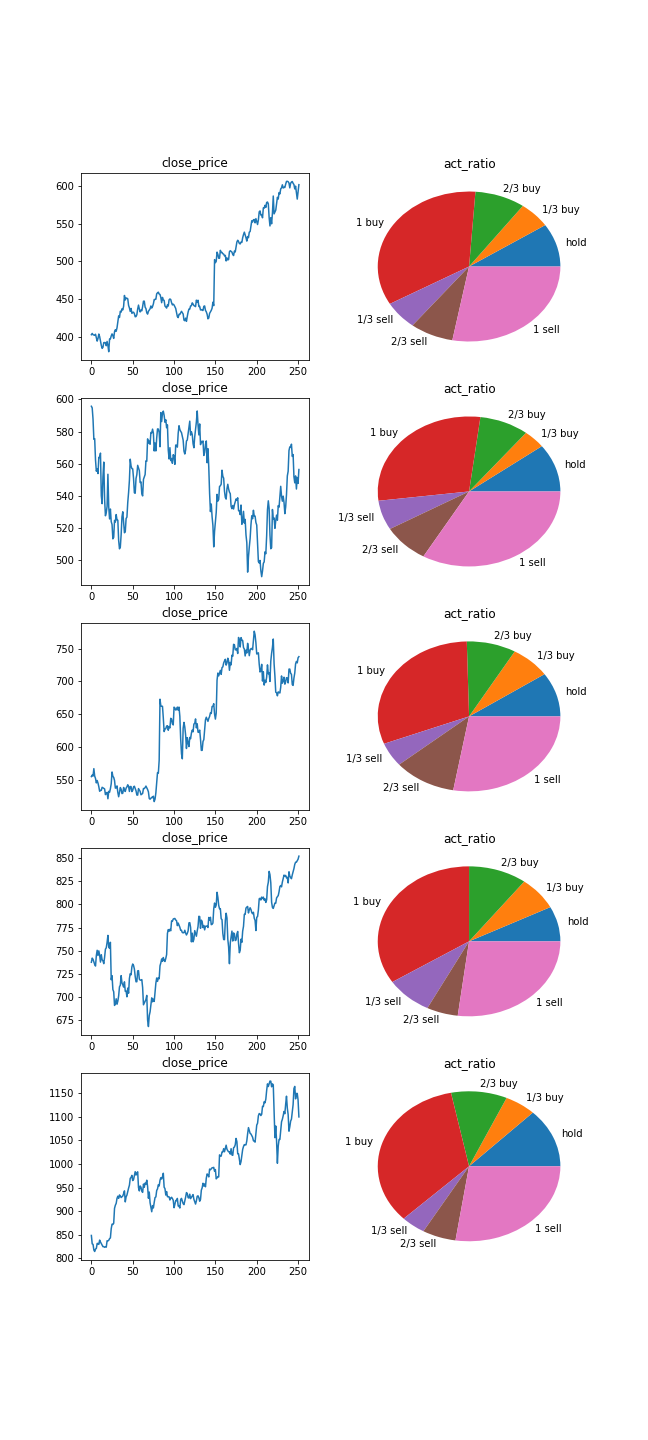 close_price
600
550
500
450
400
0 50 100 150 200 250
act_ratio
2/3 buy
1/3 buy
1 buy
hold
1/3 sell
2/3 sell
1 sell
close_price
600
580
560
540
520
500
0 50 100 150 200 250
act_ratio
2/3 buy
1 buy
1/3 buy
hold
1/3 sell
2/3 sell
1 sell
close_price
750
700
650
600
550
0 50 100 150 200 250
act_ratio
2/3 buy
1/3 buy
1 buy
hold
1/3 sell
2/3 sell
1 sell
close_price
850
825
800
775
750
725
700
675
0 50 100 150 200 250
act_ratio
2/3 buy
1/3 buy
1 buy
hold
1/3 sell
2/3 sell
1 sell
close_price
1150
1100
1050
1000
950
900
850
800
0 50 100 150 200 250
act_ratio
2/3 buy
1/3 buy
hold
1 buy
1/3 sell
2/3 sell
1 sell